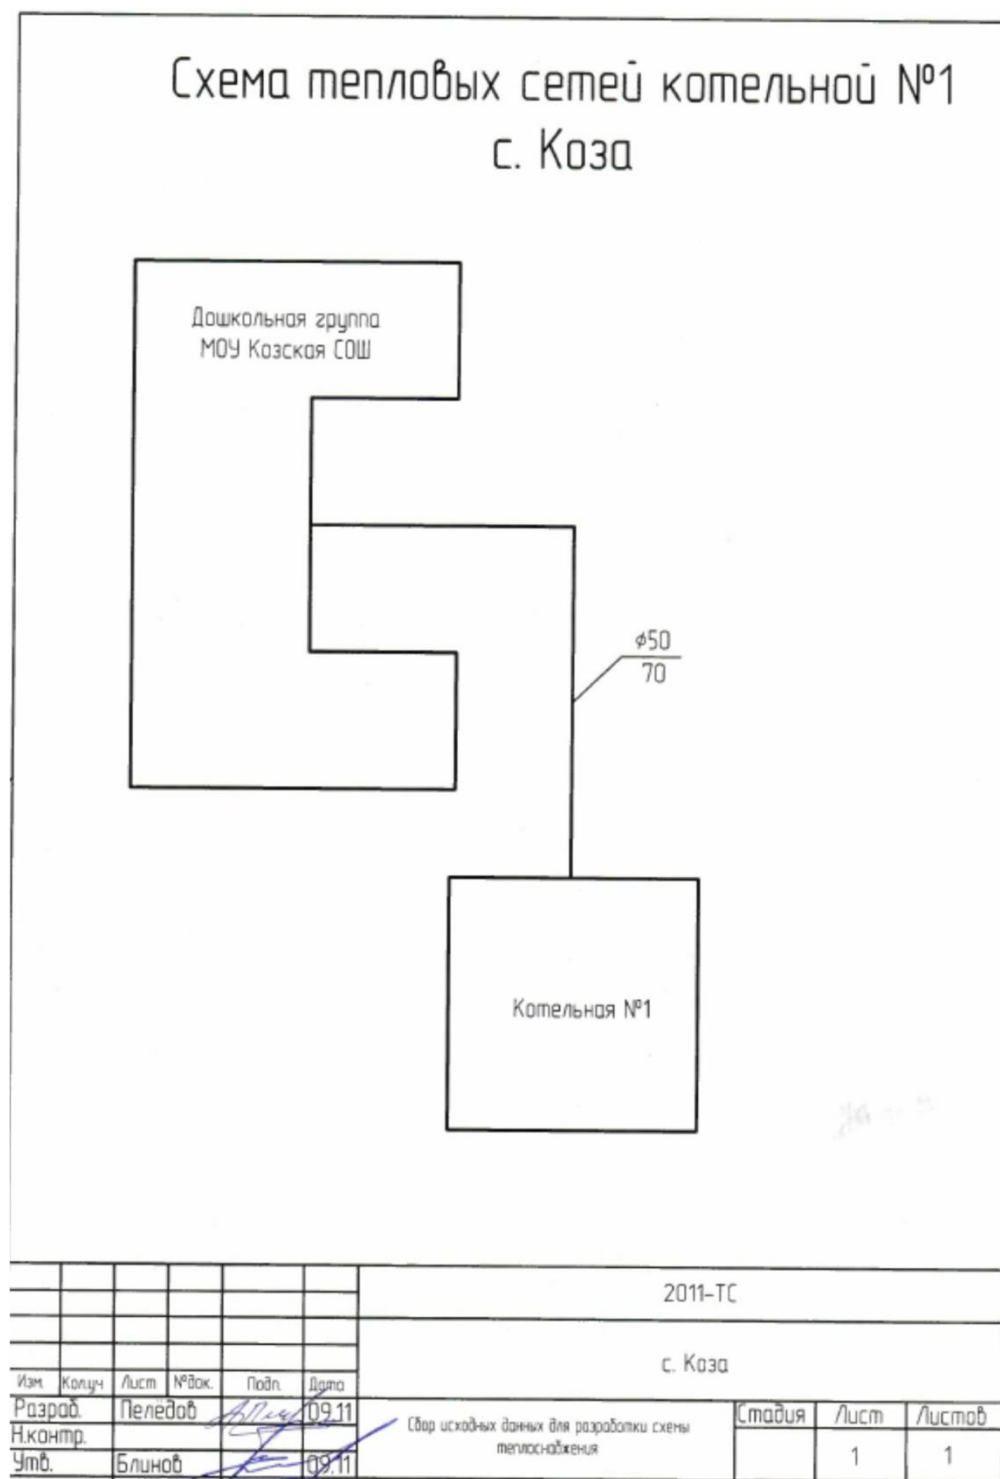 Схема тепловых сетей котельной №1
с. Коза
Дошкольная группа
МОУ Козская СОШ
ø50
70
Котельная №1
2011-ТС
с. Коза
Изм. Кол.уч Лист №док. Подп. Дата
Разраб. Пелёдов 09.11
Н.контр.
Утв. Блинов 09.11
Сбор исходных данных для разработки схемы
теплоснабжения
Стадия Лист Листов
1 1